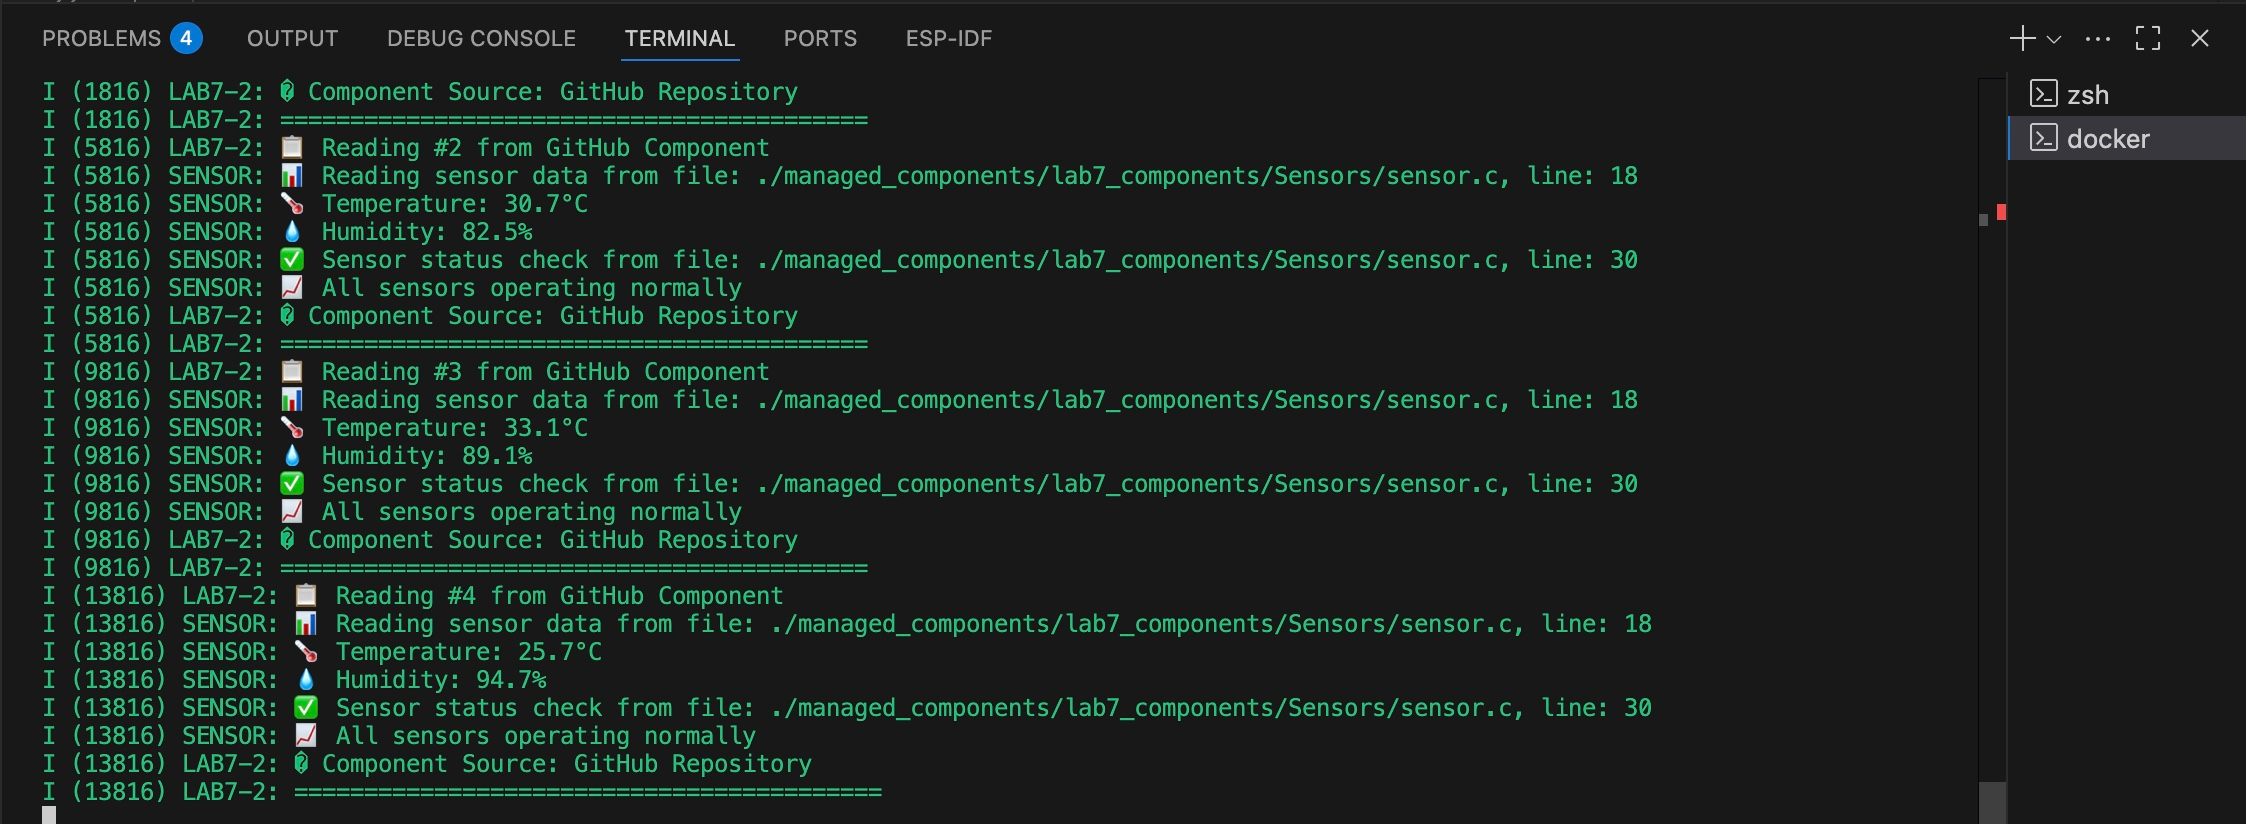 PROBLEMS 4 OUTPUT DEBUG CONSOLE TERMINAL PORTS ESP-IDF
zsh
docker
I (1816) LAB7-2: � Component Source: GitHub Repository
I (1816) LAB7-2: ==========================================
I (5816) LAB7-2: 📋 Reading #2 from GitHub Component
I (5816) SENSOR: 📊 Reading sensor data from file: ./managed_components/lab7_components/Sensors/sensor.c, line: 18
I (5816) SENSOR: 🌡️ Temperature: 30.7°C
I (5816) SENSOR: 💧 Humidity: 82.5%
I (5816) SENSOR: ✅ Sensor status check from file: ./managed_components/lab7_components/Sensors/sensor.c, line: 30
I (5816) SENSOR: 📈 All sensors operating normally
I (5816) LAB7-2: � Component Source: GitHub Repository
I (5816) LAB7-2: ==========================================
I (9816) LAB7-2: 📋 Reading #3 from GitHub Component
I (9816) SENSOR: 📊 Reading sensor data from file: ./managed_components/lab7_components/Sensors/sensor.c, line: 18
I (9816) SENSOR: 🌡️ Temperature: 33.1°C
I (9816) SENSOR: 💧 Humidity: 89.1%
I (9816) SENSOR: ✅ Sensor status check from file: ./managed_components/lab7_components/Sensors/sensor.c, line: 30
I (9816) SENSOR: 📈 All sensors operating normally
I (9816) LAB7-2: � Component Source: GitHub Repository
I (9816) LAB7-2: ==========================================
I (13816) LAB7-2: 📋 Reading #4 from GitHub Component
I (13816) SENSOR: 📊 Reading sensor data from file: ./managed_components/lab7_components/Sensors/sensor.c, line: 18
I (13816) SENSOR: 🌡️ Temperature: 25.7°C
I (13816) SENSOR: 💧 Humidity: 94.7%
I (13816) SENSOR: ✅ Sensor status check from file: ./managed_components/lab7_components/Sensors/sensor.c, line: 30
I (13816) SENSOR: 📈 All sensors operating normally
I (13816) LAB7-2: � Component Source: GitHub Repository
I (13816) LAB7-2: ==========================================